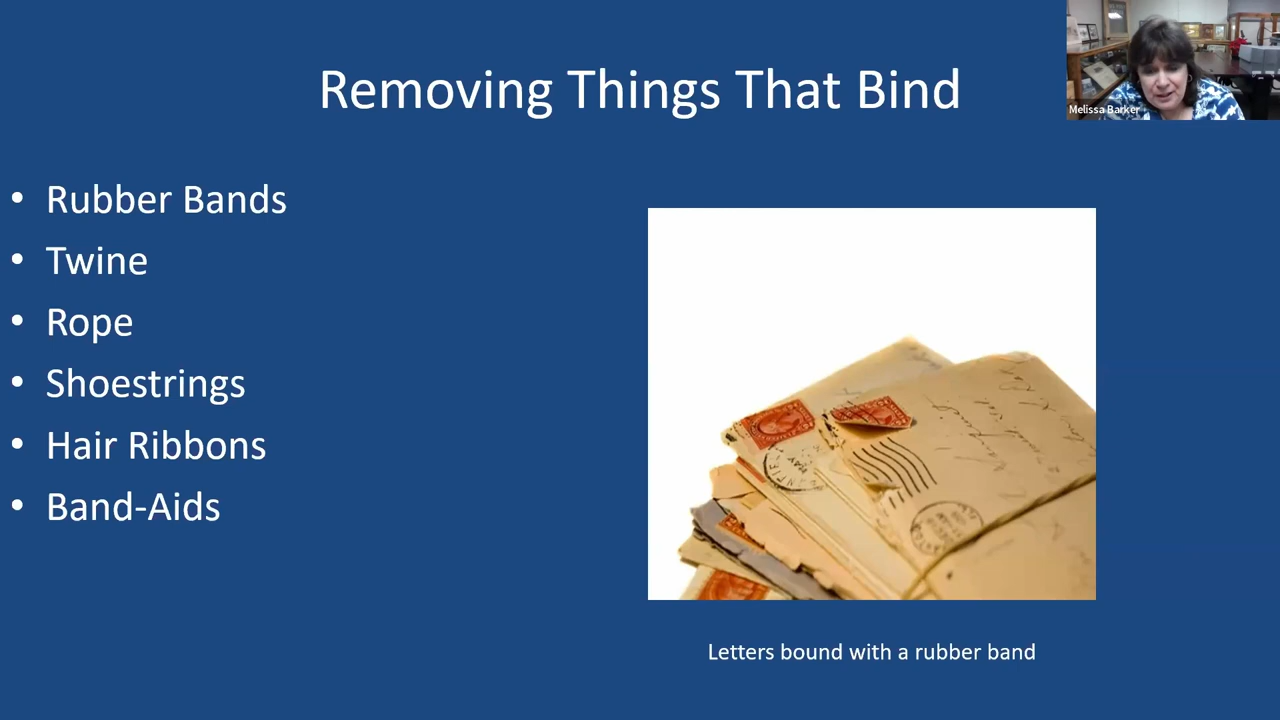 Removing Things That Bind
Melissa Barker
• Rubber Bands
• Twine
• Rope
• Shoestrings
• Hair Ribbons
• Band-Aids
Letters bound with a rubber band